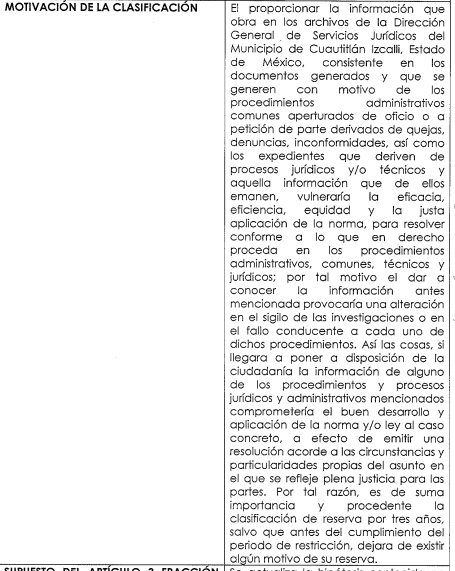 MOTIVACIÓN DE LA CLASIFICACIÓN
El proporcionar la información que
obra en los archivos de la Dirección
General de Servicios Jurídicos del
Municipio de Cuautitlán Izcalli, Estado
de México, consistente en los
documentos generados y que se
generen con motivo de los
procedimientos administrativos
comunes aperturados de oficio o a
petición de parte derivados de quejas,
denuncias, inconformidades, así como
los expedientes que deriven de
procesos jurídicos y/o técnicos y
aquella información que de ellos
emanen, vulneraría la eficacia,
eficiencia, equidad y la justa
aplicación de la norma, para resolver
conforme a lo que en derecho
proceda en los procedimientos
administrativos, comunes, técnicos y
jurídicos; por tal motivo el dar a
conocer la información antes
mencionada provocaría una alteración
en el sigilo de las investigaciones o en
el fallo conducente a cada uno de
dichos procedimientos. Así las cosas, si
llegara a poner a disposición de la
ciudadanía la información de alguno
de los procedimientos y procesos
jurídicos y administrativos mencionados
comprometería el buen desarrollo y
aplicación de la norma y/o ley al caso
concreto, a efecto de emitir una
resolución acorde a las circunstancias y
particularidades propias del asunto en
el que se refleje plena justicia para las
partes. Por tal razón, es de suma
importancia y procedente la
clasificación de reserva por tres años,
salvo que antes del cumplimiento del
periodo de restricción, dejara de existir
algún motivo de su reserva.
SUPUESTO DEL ARTÍCULO 3 FRACCIÓN